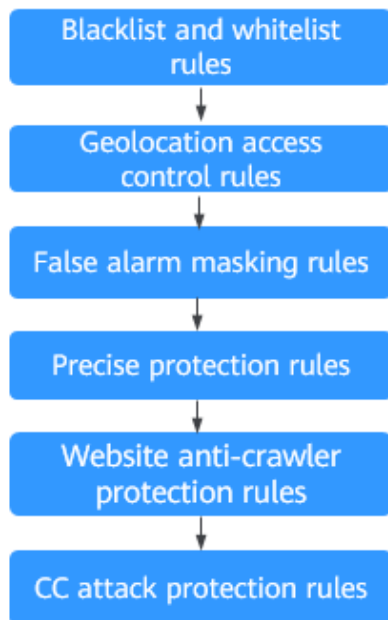 Blacklist and whitelist
rules
Geolocation access
control rules
False alarm masking rules
Precise protection rules
Website anti-crawler
protection rules
CC attack protection rules